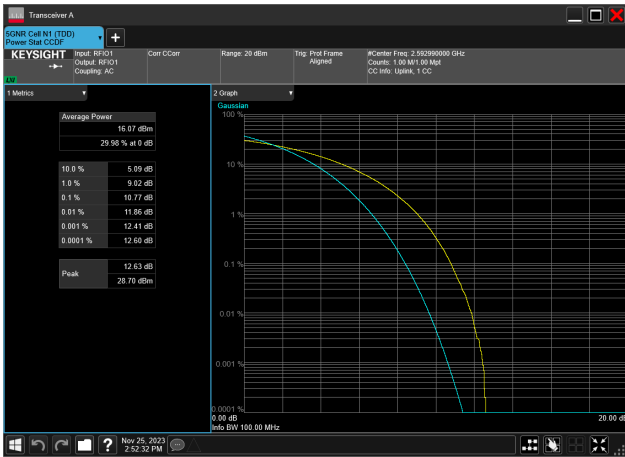 Transceiver A
5GNR Cell N1 (TDD)
Power Stat CCDF
KEYSIGHT
Input: RFIO1
Output: RFIO1
Coupling: AC
Corr CCorr
Range: 20 dBm
Trig: Prot Frame
Aligned
#Center Freq: 2.592990000 GHz
Counts: 1.00 M/1.00 Mpt
CC Info: Uplink, 1 CC
1 Metrics
Average Power
16.07 dBm
29.98 % at 0 dB
10.0 % 5.09 dB
1.0 % 9.02 dB
0.1 % 10.77 dB
0.01 % 11.86 dB
0.001 % 12.41 dB
0.0001 % 12.60 dB
Peak
12.63 dB
28.70 dBm
2 Graph
Gaussian
100 %
10 %
1 %
0.1 %
0.01 %
0.001 %
0.0001 %
0.00 dB
20.00 dB
Info BW 100.00 MHz
Nov 25, 2023
2:52:32 PM